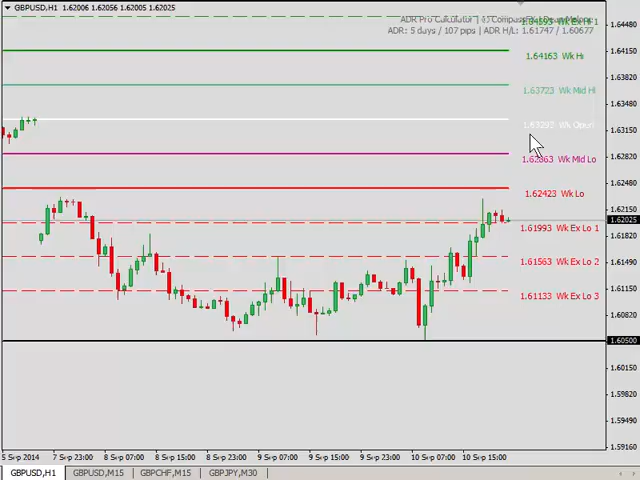 GBPUSD,H1 1.62006 1.62056 1.62005 1.62025
ADR Pro Calculator | (c)
ADR: 5 days / 107 pips | ADR H/L: 1.61747 / 1.60677
1.64163 Wk Hi
1.63723 Wk Mid Hi
Wk Open
1.62863 Wk Mid Lo
1.62423 Wk Lo
1.61993 Wk Ex Lo 1
1.61563 Wk Ex Lo 2
1.61133 Wk Ex Lo 3
1.64480
1.64150
1.63820
1.63480
1.63150
1.62820
1.62480
1.62150
1.62025
1.61820
1.61490
1.61150
1.60820
1.60500
1.60150
1.59820
1.59490
1.59160
5 Sep 2014
7 Sep 23:00
8 Sep 07:00
8 Sep 15:00
8 Sep 23:00
9 Sep 07:00
9 Sep 15:00
9 Sep 23:00
10 Sep 07:00
10 Sep 15:00
GBPUSD,H1
GBPUSD,M15
GBPCHF,M15
GBPJPY,M30